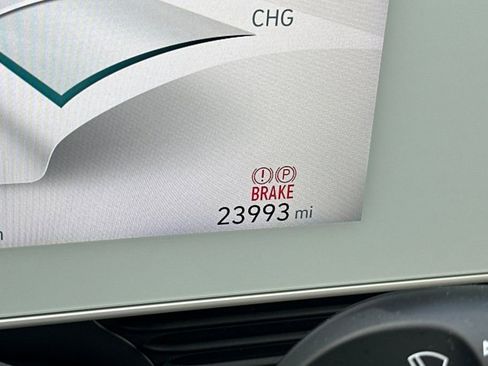 CHG
(!) (P)
BRAKE
23993 mi